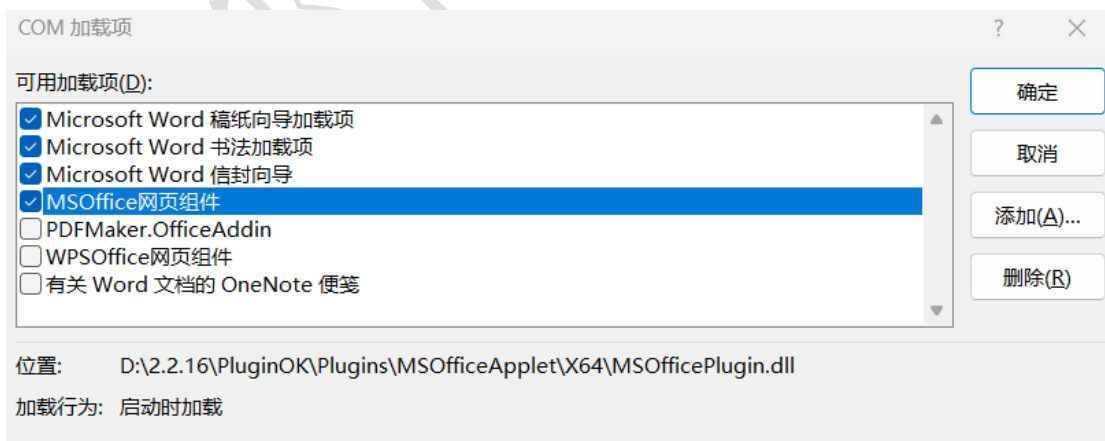 COM 加载项
?
可用加载项(D):
确定
Microsoft Word 稿纸向导加载项
Microsoft Word 书法加载项
取消
Microsoft Word 信封向导
MSOffice网页组件
添加(A)...
PDFMaker.OfficeAddin
WPSOffice网页组件
删除(R)
有关 Word 文档的 OneNote 便笺
位置: D:\2.2.16\PluginOK\Plugins\MSOfficeApplet\X64\MSOfficePlugin.dll
加载行为: 启动时加载